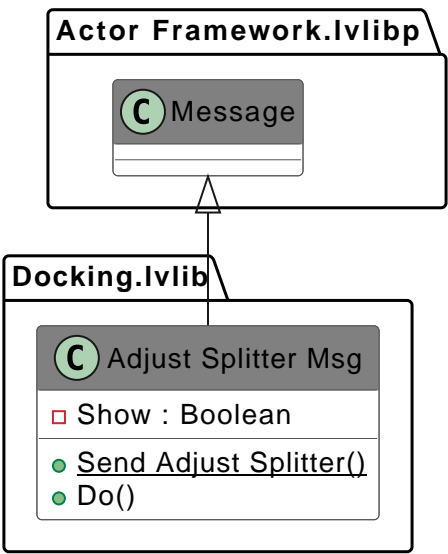 Actor Framework.lvlibp
C Message
Docking.lvlib
C Adjust Splitter Msg
Show : Boolean
Send Adjust Splitter()
Do()